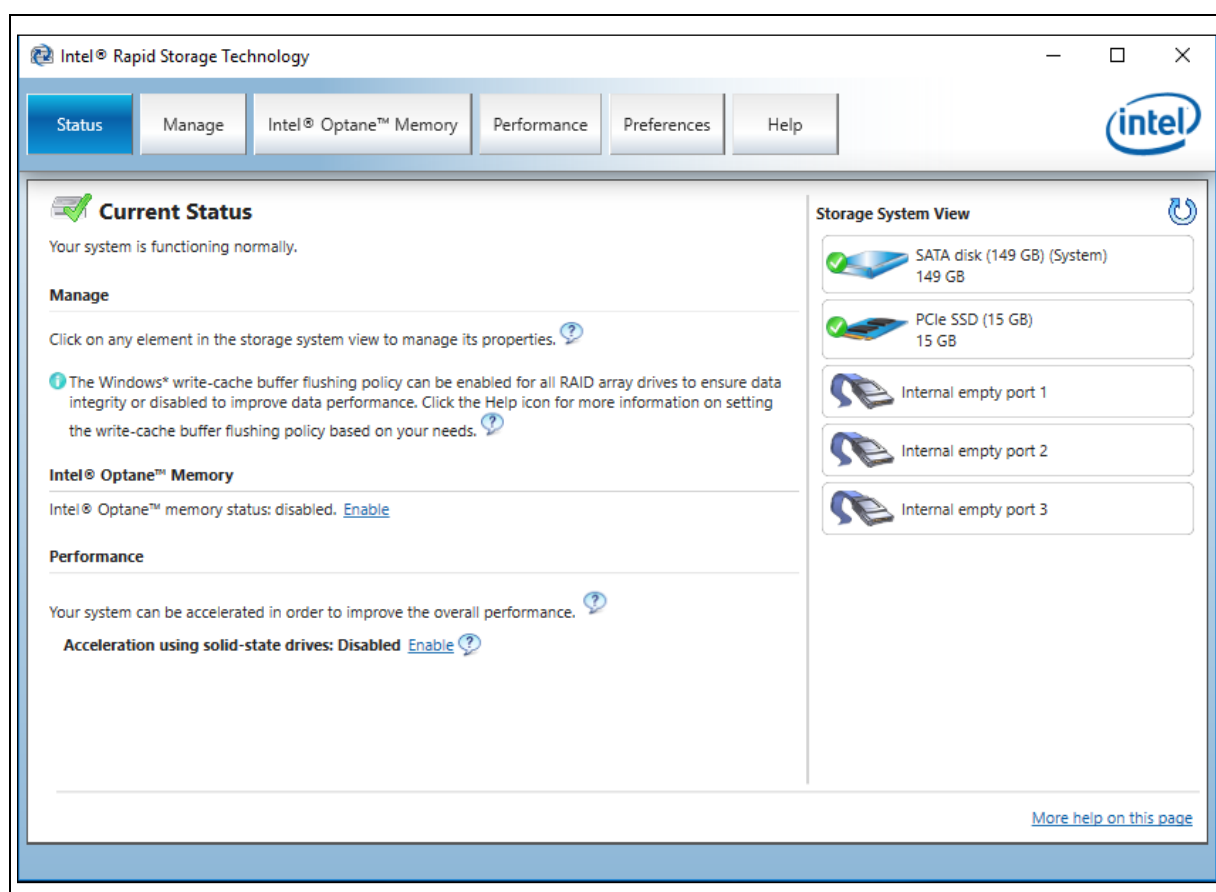 Intel® Rapid Storage Technology
Status
Manage
Intel® Optane™ Memory
Performance
Preferences
Help
intel
Current Status
Your system is functioning normally.
Manage
Click on any element in the storage system view to manage its properties.
The Windows* write-cache buffer flushing policy can be enabled for all RAID array drives to ensure data
integrity or disabled to improve data performance. Click the Help icon for more information on setting
the write-cache buffer flushing policy based on your needs.
Intel® Optane™ Memory
Intel® Optane™ memory status: disabled. Enable
Performance
Your system can be accelerated in order to improve the overall performance.
Acceleration using solid-state drives: Disabled Enable
Storage System View
SATA disk (149 GB) (System)
149 GB
PCIe SSD (15 GB)
15 GB
Internal empty port 1
Internal empty port 2
Internal empty port 3
More help on this page